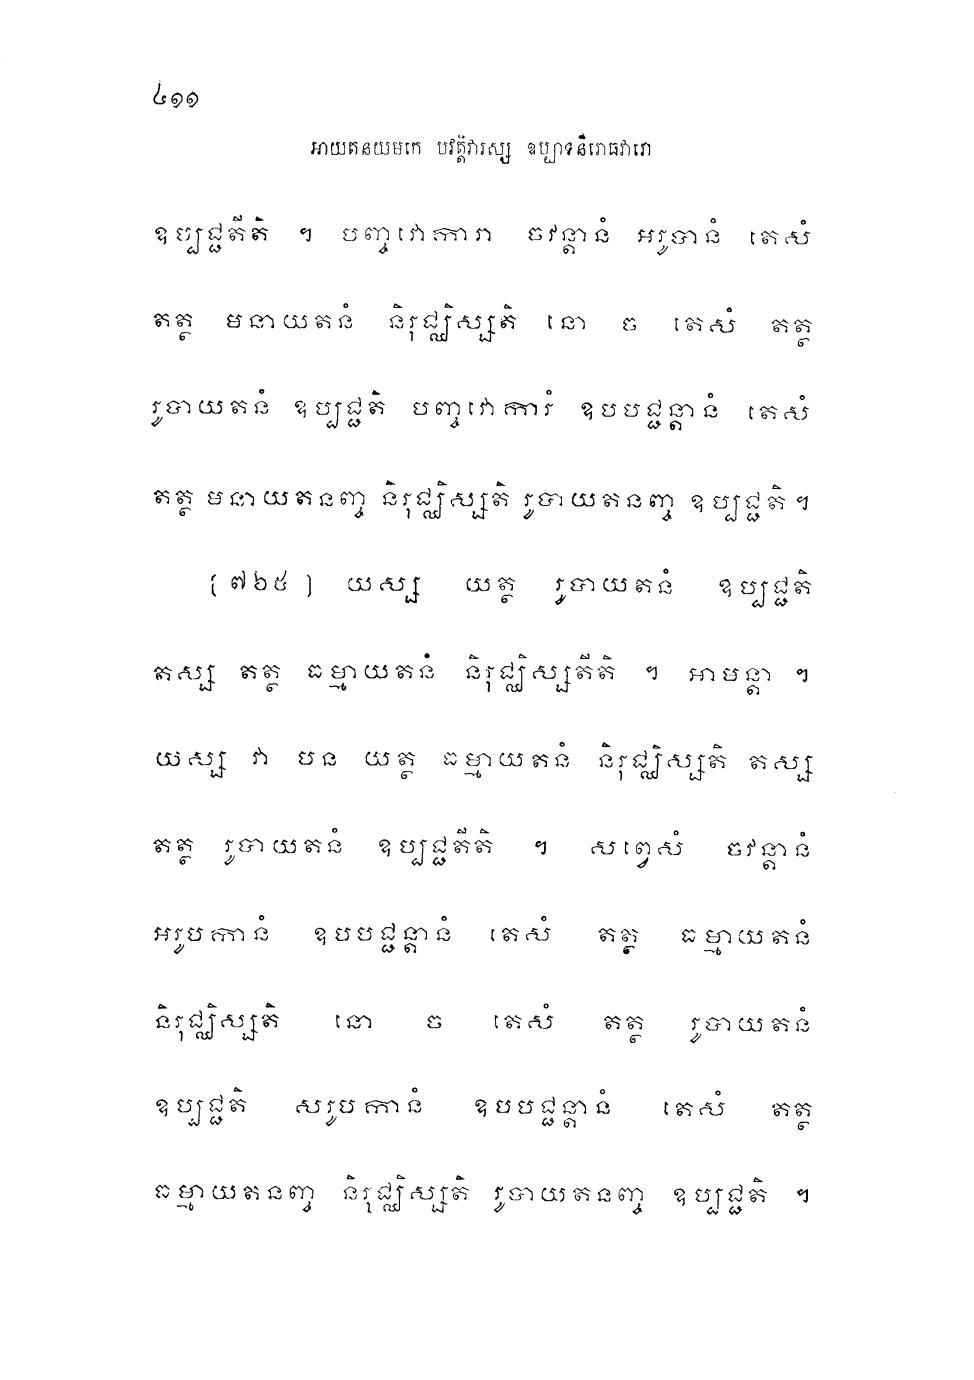 ៤១១
អាយតនយមកេ បវត្តិវារស្ស ឧប្បាទនិរោធវារោ
ឧប្បជ្ជតីតិ ។ បញ្ចវោការា ចវន្តានំ អរូបានំ តេសំ
តត្ថ មនាយតនំ និរុជ្ឈិស្សតិ នោ ច តេសំ តត្ថ
រូបាយតនំ ឧប្បជ្ជតិ បញ្ចវោការំ ឧបបជ្ជន្តានំ តេសំ
តត្ថ មនាយតនញ្ច និរុជ្ឈិស្សតិ រូបាយតនញ្ច ឧប្បជ្ជតិ ។
(៧៦៥) យស្ស យត្ថ រូបាយតនំ ឧប្បជ្ជតិ
តស្ស តត្ថ ធម្មាយតនំ និរុជ្ឈិស្សតីតិ ។ អាមន្តា ។
យស្ស វា បន យត្ថ ធម្មាយតនំ និរុជ្ឈិស្សតិ តស្ស
តត្ថ រូបាយតនំ ឧប្បជ្ជតីតិ ។ សព្វេសំ ចវន្តានំ
អរូបកានំ ឧបបជ្ជន្តានំ តេសំ តត្ថ ធម្មាយតនំ
និរុជ្ឈិស្សតិ នោ ច តេសំ តត្ថ រូបាយតនំ
ឧប្បជ្ជតិ សរូបកានំ ឧបបជ្ជន្តានំ តេសំ តត្ថ
ធម្មាយតនញ្ច និរុជ្ឈិស្សតិ រូបាយតនញ្ច ឧប្បជ្ជតិ ។